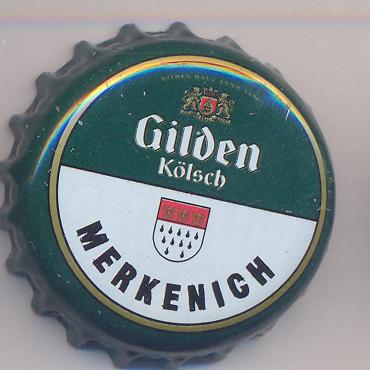 Gilden
Kölsch
MERKENICH